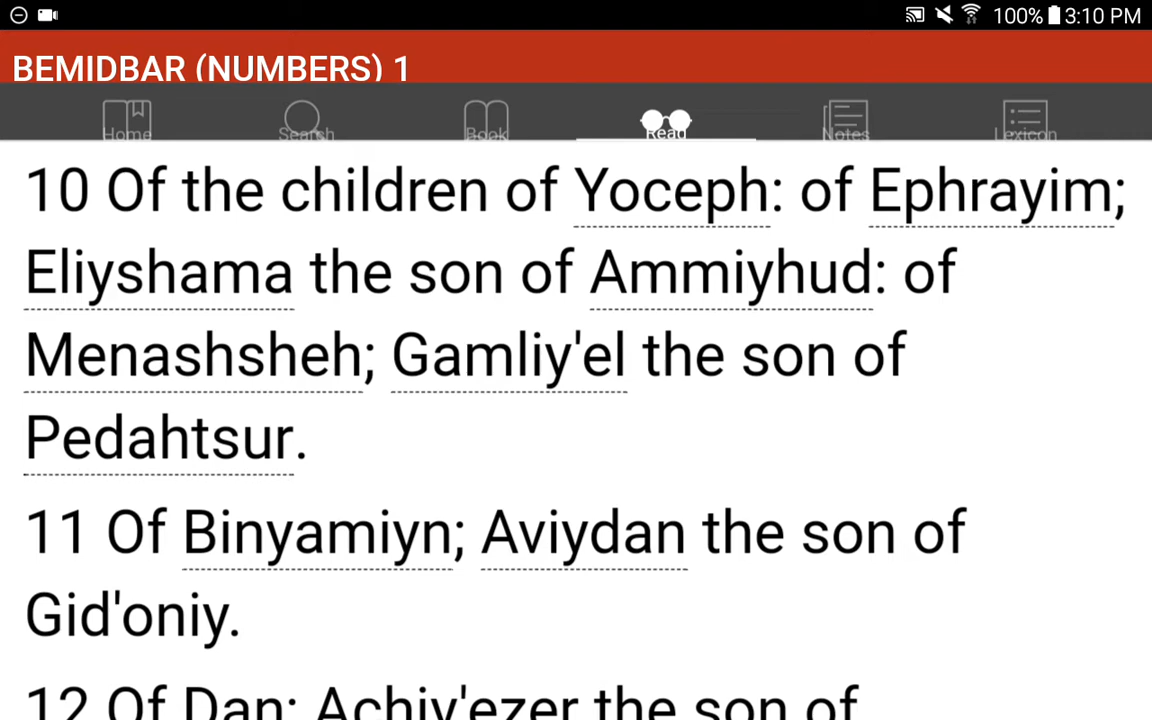 100% 3:10 PM
BEMIDBAR (NUMBERS) 1
Home Search Book Read Notes Lexicon
10 Of the children of Yoceph: of Ephrayim;
Eliyshama the son of Ammiyhud: of
Menashsheh; Gamliy'el the son of
Pedahtsur.
11 Of Binyamiyn; Aviydan the son of
Gid'oniy.
12 Of Dan; Achiy'ezer the son of